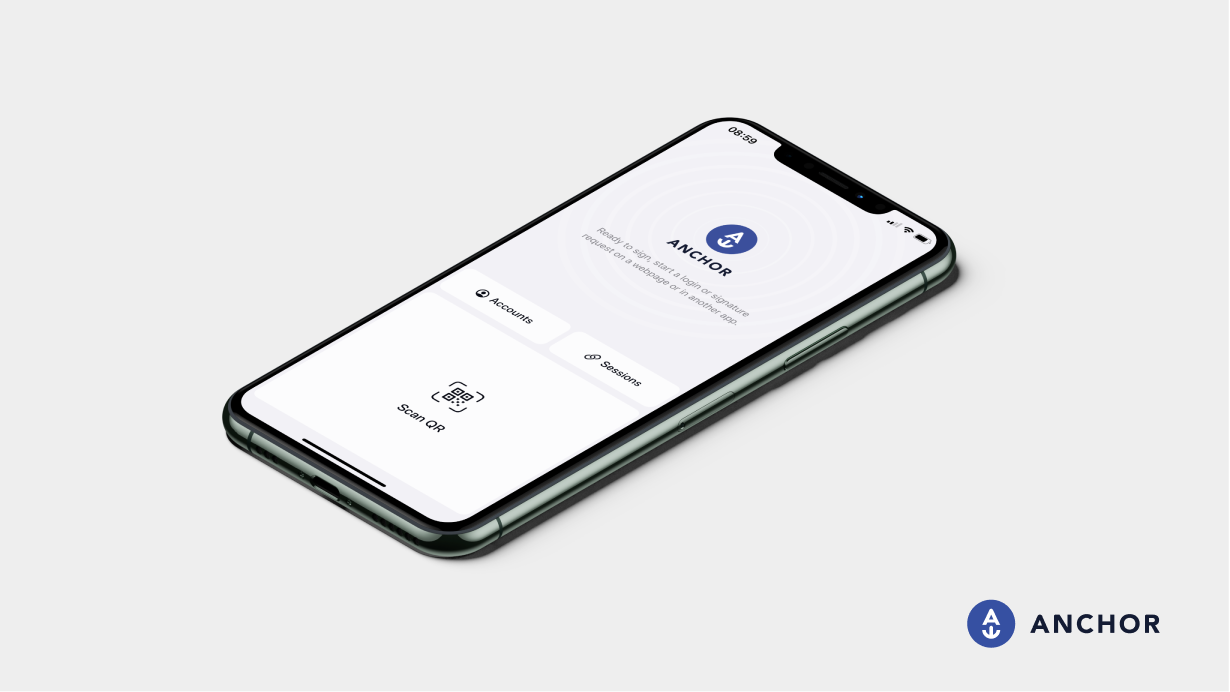 08:59
ANCHOR
Ready to sign, start a login or signature
request on a webpage or in another app.
Accounts
Sessions
Scan QR
ANCHOR